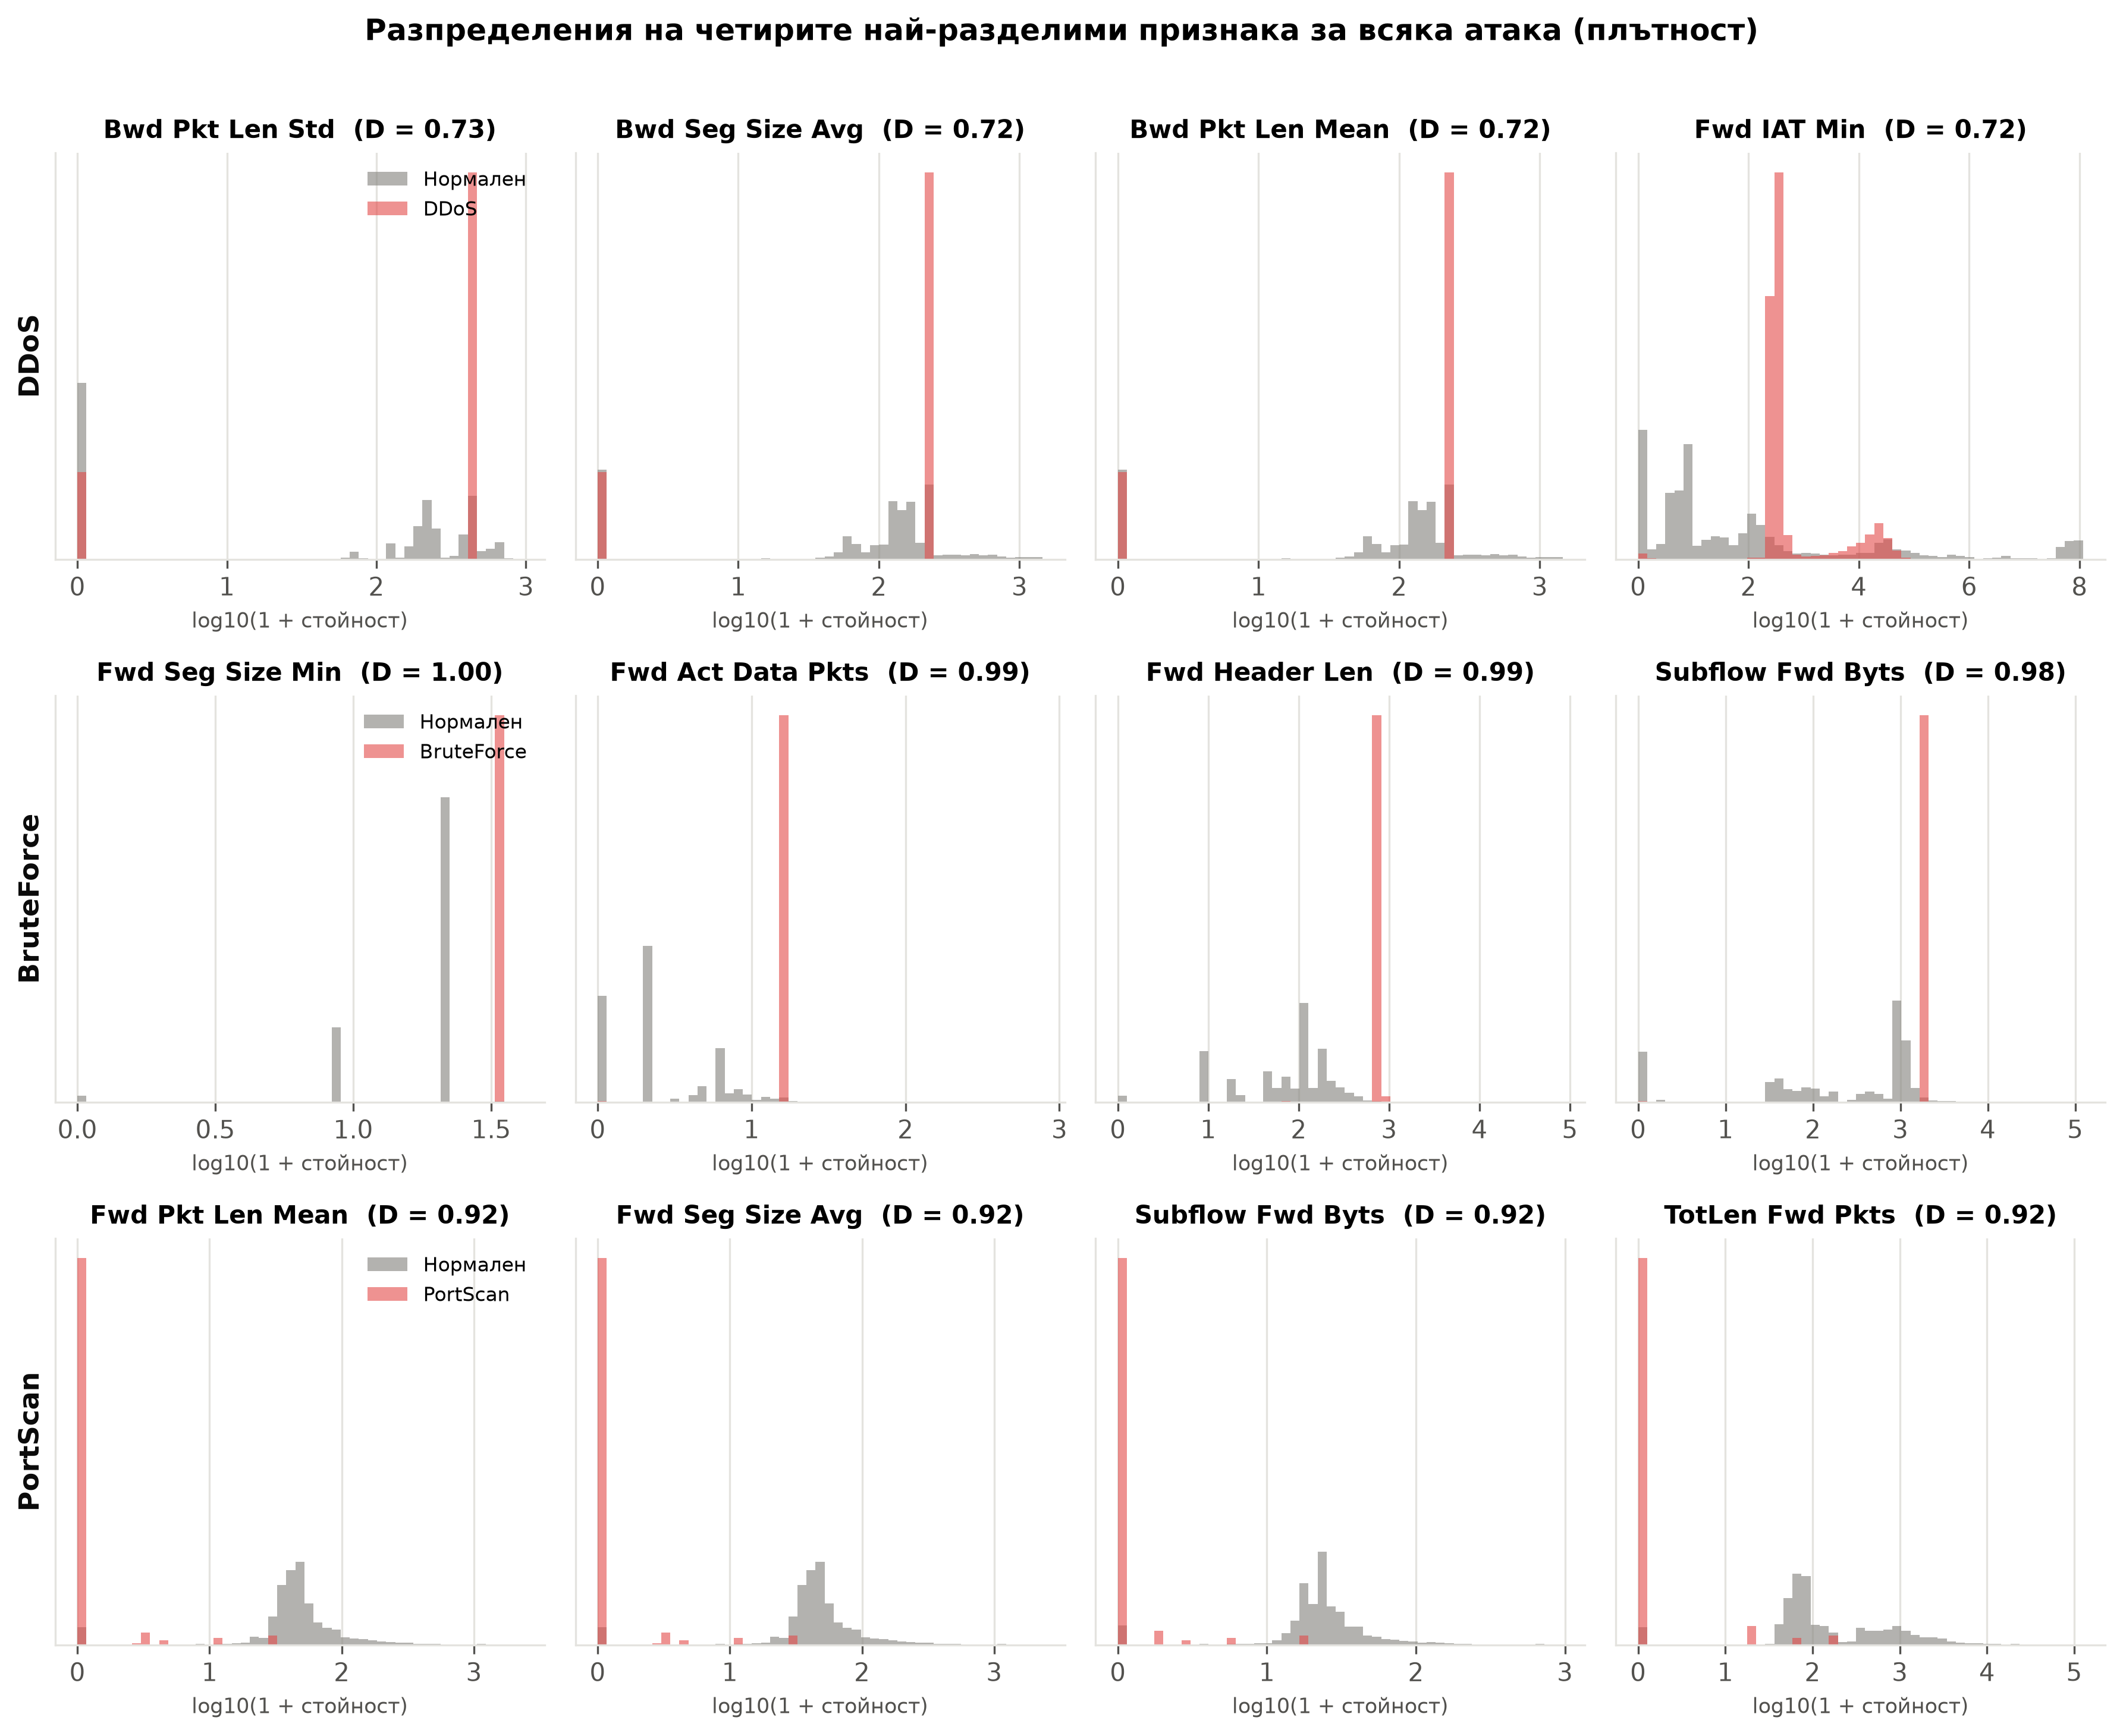 Разпределения на четирите най-разделими признака за всяка атака (плътност)
Bwd Pkt Len Std (D = 0.73)
Bwd Seg Size Avg (D = 0.72)
Bwd Pkt Len Mean (D = 0.72)
Fwd IAT Min (D = 0.72)
Нормален
DDoS
DDoS
0 1 2 3
0 1 2 3
0 1 2 3
0 2 4 6 8
log10(1 + стойност)
log10(1 + стойност)
log10(1 + стойност)
log10(1 + стойност)
Fwd Seg Size Min (D = 1.00)
Fwd Act Data Pkts (D = 0.99)
Fwd Header Len (D = 0.99)
Subflow Fwd Byts (D = 0.98)
Нормален
BruteForce
BruteForce
0.0 0.5 1.0 1.5
0 1 2 3
0 1 2 3 4 5
0 1 2 3 4 5
log10(1 + стойност)
log10(1 + стойност)
log10(1 + стойност)
log10(1 + стойност)
Fwd Pkt Len Mean (D = 0.92)
Fwd Seg Size Avg (D = 0.92)
Subflow Fwd Byts (D = 0.92)
TotLen Fwd Pkts (D = 0.92)
Нормален
PortScan
PortScan
0 1 2 3
0 1 2 3
0 1 2 3
0 1 2 3 4 5
log10(1 + стойност)
log10(1 + стойност)
log10(1 + стойност)
log10(1 + стойност)